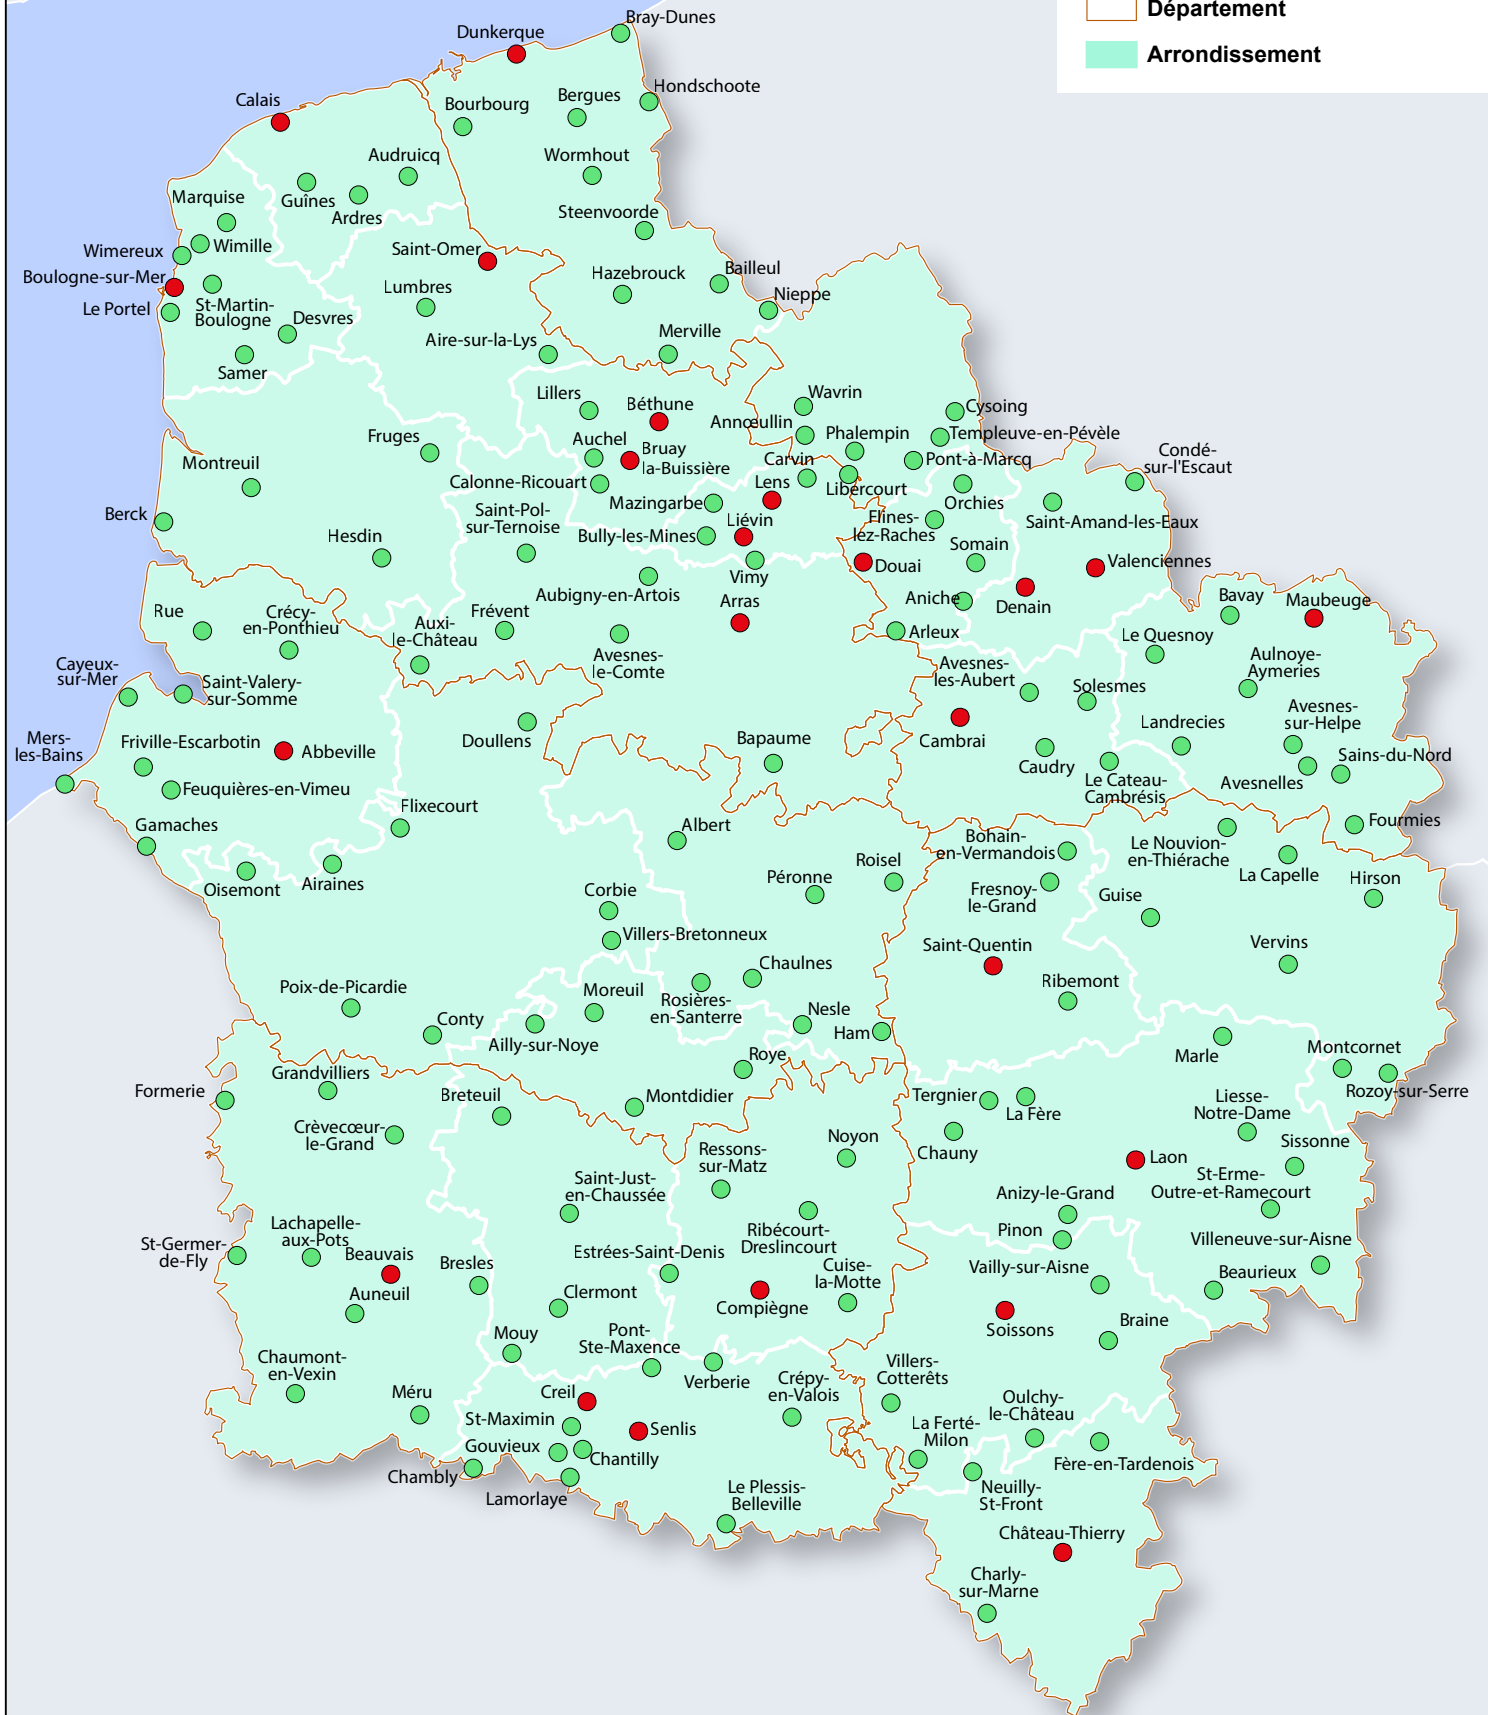 Département
Arrondissement
Bray-Dunes
Dunkerque
Hondschoote
Calais
Bourbourg
Bergues
Audruicq
Wormhout
Marquise
Guînes
Ardres
Steenvoorde
Wimereux
Wimille
Saint-Omer
Boulogne-sur-Mer
Hazebrouck
Bailleul
Lumbres
Nieppe
Le Portel
St-Martin-
Boulogne
Desvres
Aire-sur-la-Lys
Merville
Samer
Lillers
Béthune
Wavrin
Cysoing
Annœullin
Fruges
Auchel
Bruay
la-Buissière
Phalempin
Templeuve-en-Pévèle
Condé-
sur-l'Escaut
Montreuil
Carvin
Pont-à-Marcq
Calonne-Ricouart
Lens
Libercourt
Mazingarbe
Orchies
Berck
Saint-Pol-
sur-Ternoise
Liévin
Flines-
lez-Raches
Saint-Amand-les-Eaux
Hesdin
Bully-les-Mines
Somain
Vimy
Douai
Valenciennes
Aubigny-en-Artois
Arras
Aniche
Denain
Bavay
Maubeuge
Rue
Crécy-
en-Ponthieu
Frévent
Auxi-
le-Château
Arleux
Le Quesnoy
Avesnes-
le-Comte
Cayeux-
sur-Mer
Avesnes-
les-Aubert
Aulnoye-
Aymeries
Saint-Valery-
sur-Somme
Solesmes
Avesnes-
sur-Helpe
Landrecies
Mers-
les-Bains
Friville-Escarbotin
Abbeville
Doullens
Bapaume
Cambrai
Caudry
Le Cateau-
Cambrésis
Sains-du-Nord
Avesnelles
Feuquières-en-Vimeu
Flixecourt
Gamaches
Albert
Fourmies
Bohain-
en-Vermandois
Le Nouvion-
en-Thiérache
Roisel
La Capelle
Oisemont
Airaines
Péronne
Fresnoy-
le-Grand
Guise
Hirson
Corbie
Villers-Bretonneux
Saint-Quentin
Vervins
Chaulnes
Poix-de-Picardie
Moreuil
Rosières-
en-Santerre
Ribemont
Conty
Nesle
Ailly-sur-Noye
Ham
Roye
Marle
Montcornet
Formerie
Grandvilliers
Breteuil
Montdidier
Tergnier
La Fère
Rozoy-sur-Serre
Liesse-
Notre-Dame
Crèvecœur-
le-Grand
Noyon
Chauny
Sissonne
Ressons-
sur-Matz
Laon
St-Erme-
Outre-et-Ramecourt
Saint-Just-
en-Chaussée
Anizy-le-Grand
Lachapelle-
aux-Pots
Ribécourt-
Dreslincourt
Pinon
Villeneuve-sur-Aisne
St-Germer-
de-Fly
Beauvais
Bresles
Estrées-Saint-Denis
Cuise-
la-Motte
Vailly-sur-Aisne
Beaurieux
Auneuil
Clermont
Compiègne
Soissons
Braine
Mouy
Pont-
Ste-Maxence
Chaumont-
en-Vexin
Verberie
Villers-
Cotterêts
Méru
Creil
Crépy-
en-Valois
Oulchy-
le-Château
St-Maximin
Senlis
La Ferté-
Milon
Gouvieux
Chantilly
Fère-en-Tardenois
Chambly
Lamorlaye
Le Plessis-
Belleville
Neuilly-
St-Front
Château-Thierry
Charly-
sur-Marne